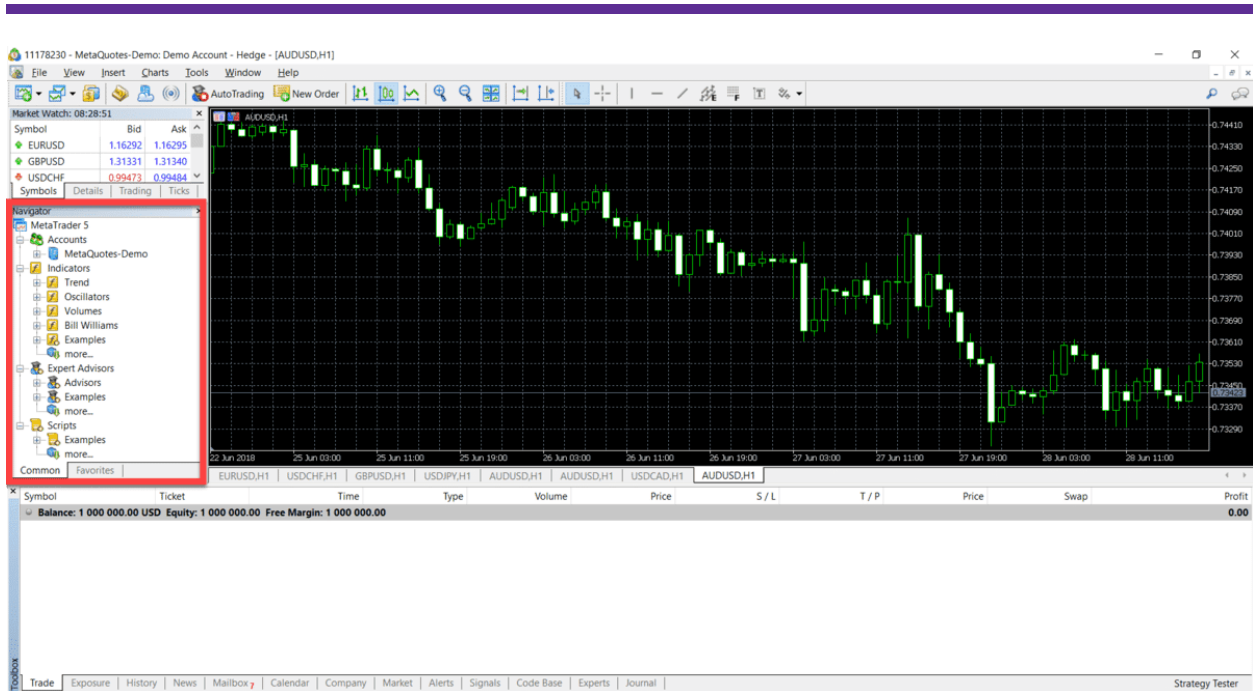 11178230 - MetaQuotes-Demo: Demo Account - Hedge - [AUDUSD,H1]
File View Insert Charts Tools Window Help
AutoTrading New Order
Market Watch: 08:28:51
Symbol Bid Ask
EURUSD 1.16292 1.16295
GBPUSD 1.31331 1.31340
USDCHF 0.99473 0.99484
Symbols Details Trading Ticks
Navigator
MetaTrader 5
Accounts
MetaQuotes-Demo
Indicators
Trend
Oscillators
Volumes
Bill Williams
Examples
more...
Expert Advisors
Advisors
Examples
more...
Scripts
Examples
more...
Common Favorites
AUDUSD,H1
0.74410
0.74330
0.74250
0.74170
0.74090
0.74010
0.73930
0.73850
0.73770
0.73690
0.73610
0.73530
0.73450
0.73423
0.73370
0.73290
22 Jun 2018 25 Jun 03:00 25 Jun 11:00 25 Jun 19:00 26 Jun 03:00 26 Jun 11:00 26 Jun 19:00 27 Jun 03:00 27 Jun 11:00 27 Jun 19:00 28 Jun 03:00 28 Jun 11:00
EURUSD,H1 USDCHF,H1 GBPUSD,H1 USDJPY,H1 AUDUSD,H1 AUDUSD,H1 USDCAD,H1 AUDUSD,H1
Symbol Ticket Time Type Volume Price S / L T / P Price Swap Profit
Balance: 1 000 000.00 USD Equity: 1 000 000.00 Free Margin: 1 000 000.00 0.00
Toolbox
Trade Exposure History News Mailbox 7 Calendar Company Market Alerts Signals Code Base Experts Journal Strategy Tester